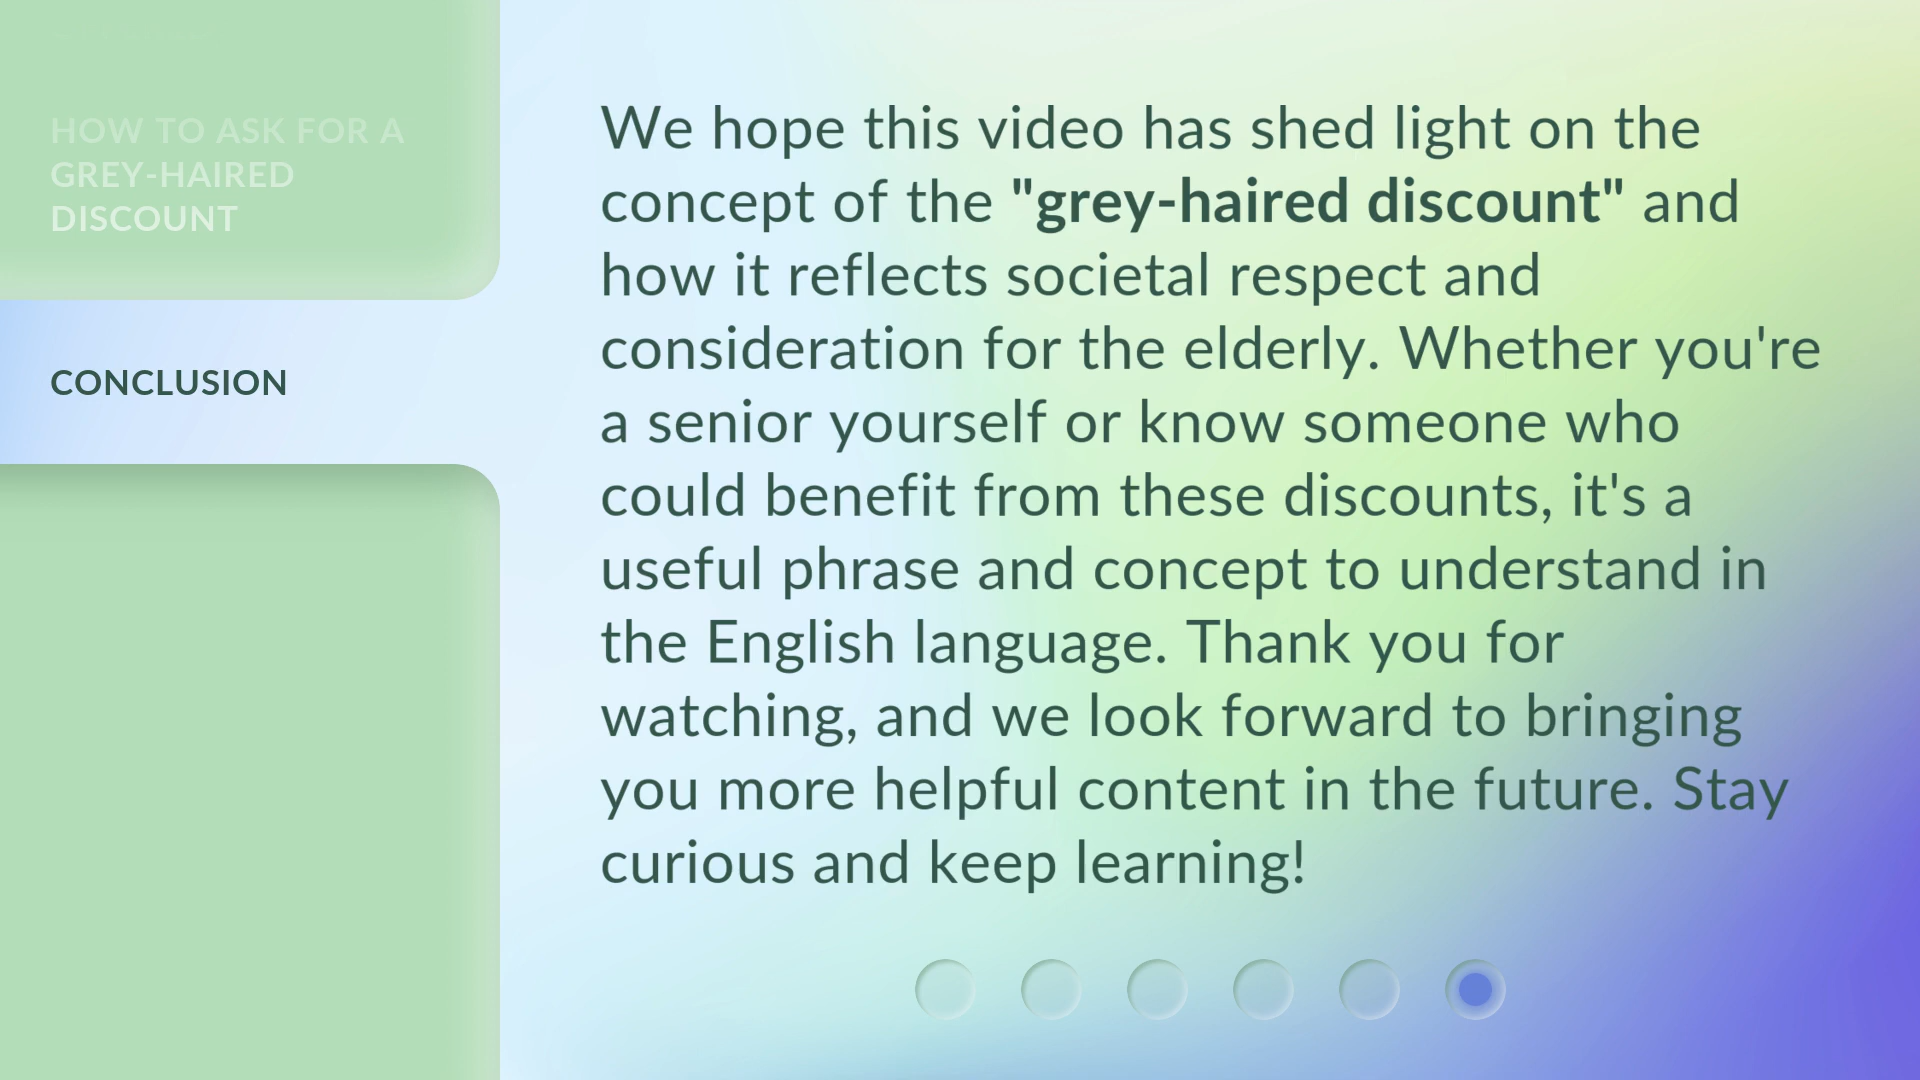 HOW TO ASK FOR A
GREY-HAIRED
DISCOUNT
CONCLUSION
We hope this video has shed light on the
concept of the "grey-haired discount" and
how it reflects societal respect and
consideration for the elderly. Whether you're
a senior yourself or know someone who
could benefit from these discounts, it's a
useful phrase and concept to understand in
the English language. Thank you for
watching, and we look forward to bringing
you more helpful content in the future. Stay
curious and keep learning!